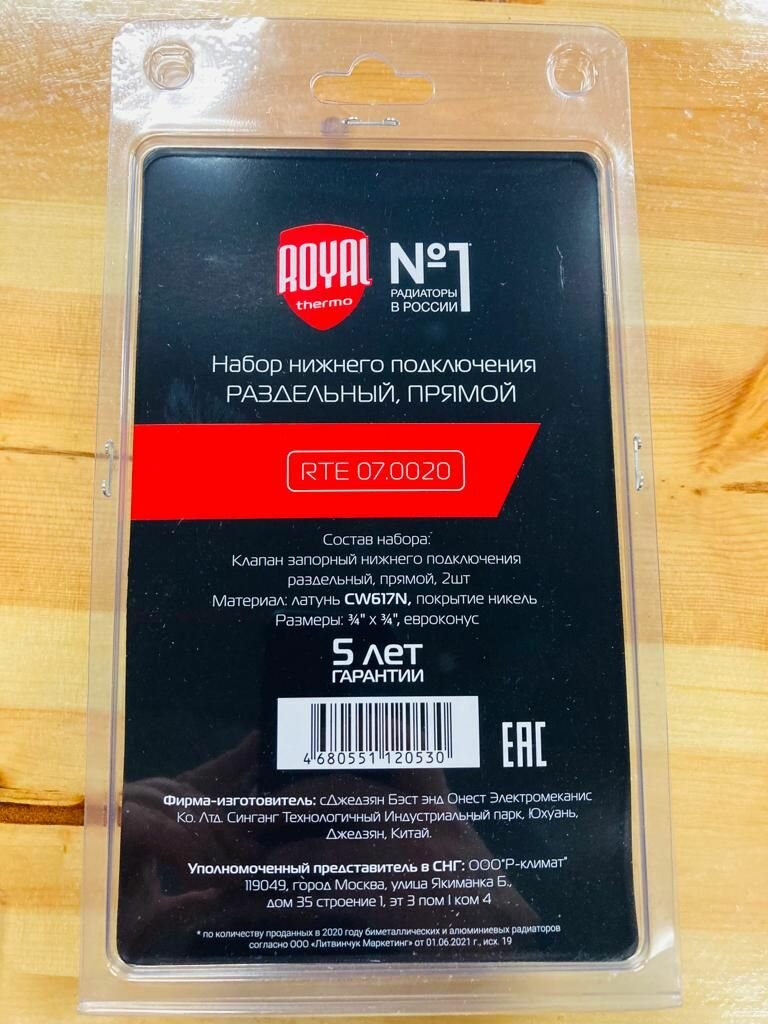 ROYAL
thermo
№1
РАДИАТОРЫ
В РОССИИ
Набор нижнего подключения
РАЗДЕЛЬНЫЙ, ПРЯМОЙ
RTE 07.0020
Состав набора:
Клапан запорный нижнего подключения
раздельный, прямой, 2шт
Материал: латунь CW617N, покрытие никель
Размеры: ¾" x ¾", евроконус
5 лет
ГАРАНТИИ
4 680551 120530
EAC
Фирма-изготовитель: сДжедзян Бэст энд Онест Электромеканис
Ко. Лтд. Синганг Технологичный Индустриальный парк, Юхуань,
Джедзян, Китай.
Уполномоченный представитель в СНГ: ООО"Р-климат"
119049, город Москва, улица Якиманка Б.,
дом 35 строение 1, эт 3 пом I ком 4
* по количеству проданных в 2020 году биметаллических и алюминиевых радиаторов
согласно ООО «Литвинчук Маркетинг» от 01.06.2021 г., исх. 19